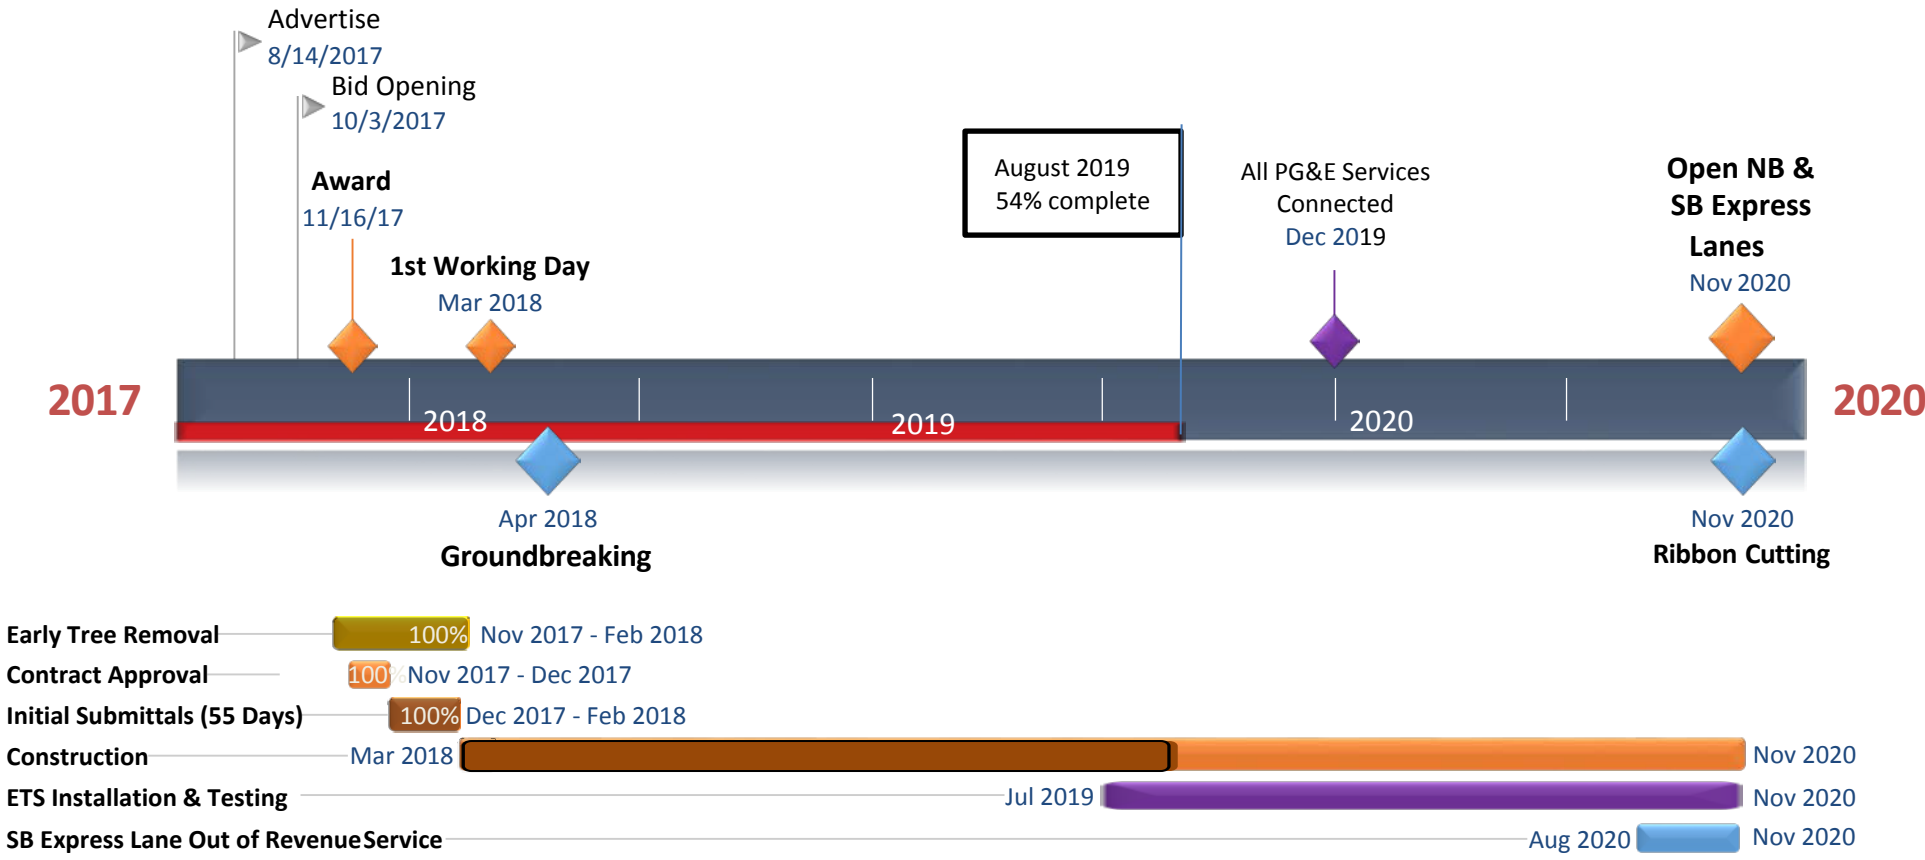 Advertise
8/14/2017
Bid Opening
10/3/2017
Award
11/16/17
1st Working Day
Mar 2018
August 2019
54% complete
All PG&E Services
Connected
Dec 2019
Open NB &
SB Express
Lanes
Nov 2020
2017
2018
2019
2020
2020
Apr 2018
Groundbreaking
Nov 2020
Ribbon Cutting
Early Tree Removal 100% Nov 2017 - Feb 2018
Contract Approval 100% Nov 2017 - Dec 2017
Initial Submittals (55 Days) 100% Dec 2017 - Feb 2018
Construction Mar 2018 Nov 2020
ETS Installation & Testing Jul 2019 Nov 2020
SB Express Lane Out of Revenue Service Aug 2020 Nov 2020